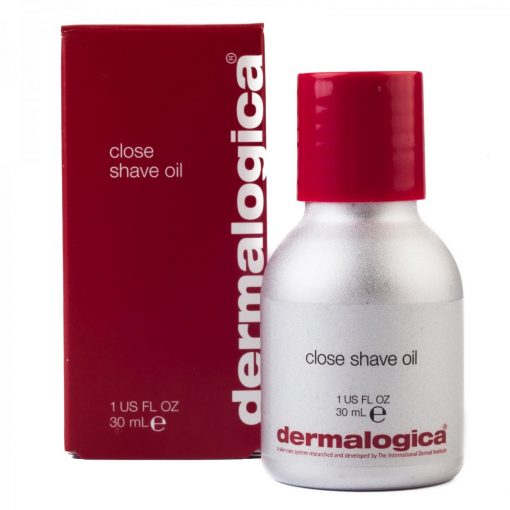 close
shave oil
dermalogica®
1 US FL OZ
30 mL ℮
close shave oil
1 US FL OZ
30 mL ℮
dermalogica®
a skin care system researched and developed by The International Dermal Institute